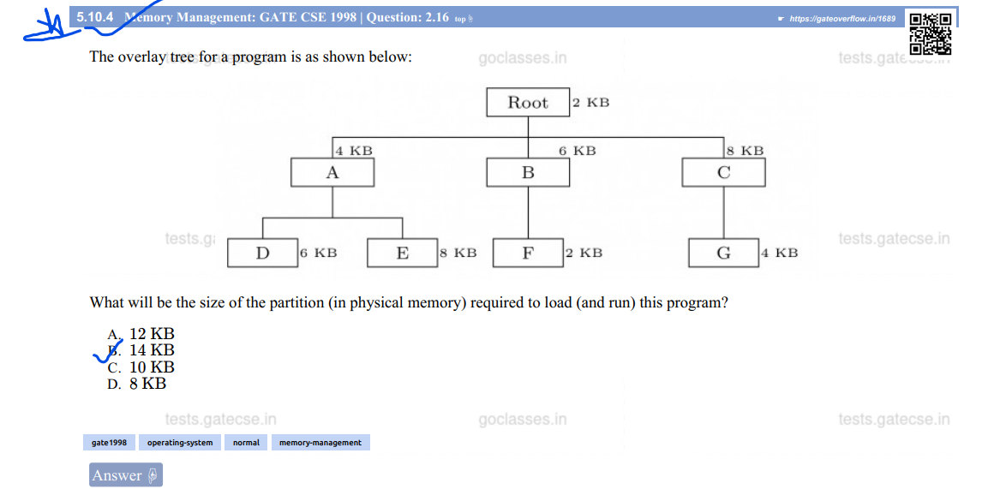 5.10.4 Memory Management: GATE CSE 1998 | Question: 2.16 top
https://gateoverflow.in/1689
The overlay tree for a program is as shown below:
goclasses.in
tests.gate
Root 2 KB
4 KB 6 KB 8 KB
A B C
tests.ga
tests.gatecse.in
D 6 KB E 8 KB F 2 KB G 4 KB
What will be the size of the partition (in physical memory) required to load (and run) this program?
A. 12 KB
B. 14 KB
C. 10 KB
D. 8 KB
tests.gatecse.in goclasses.in tests.gatecse.in
gate1998 operating-system normal memory-management
Answer